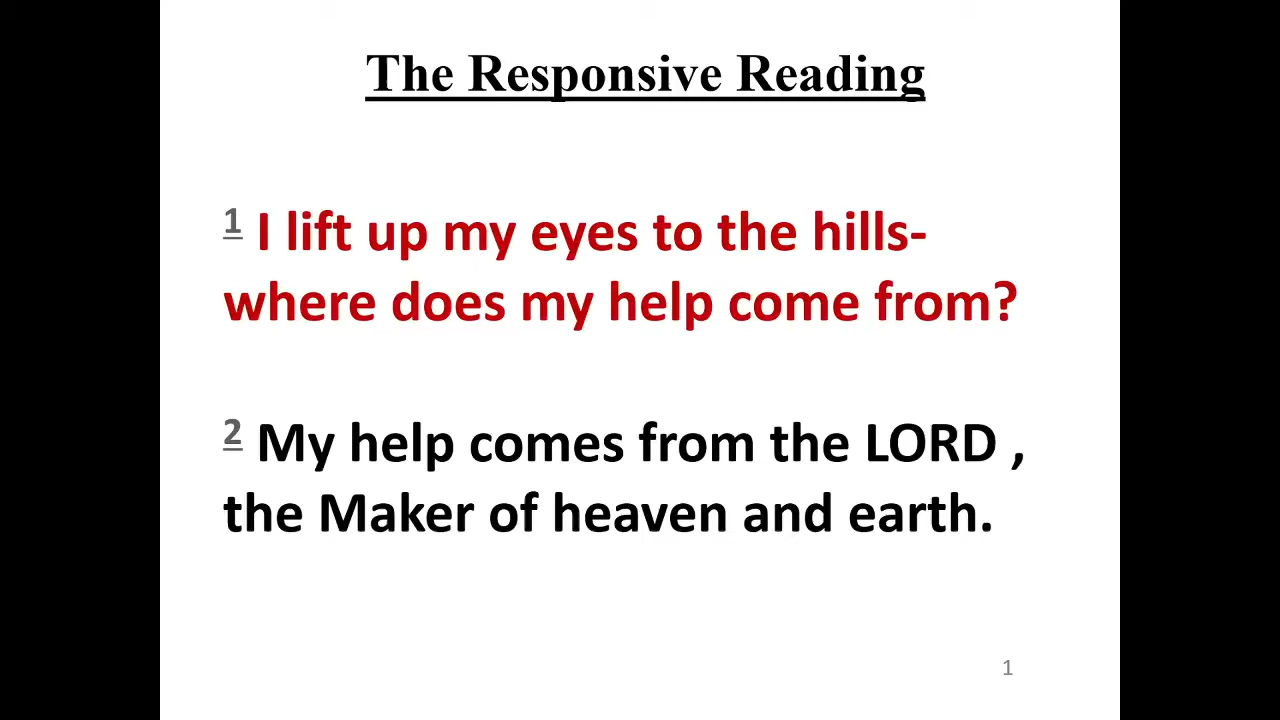 The Responsive Reading
1 I lift up my eyes to the hills-
where does my help come from?
2 My help comes from the LORD ,
the Maker of heaven and earth.
1